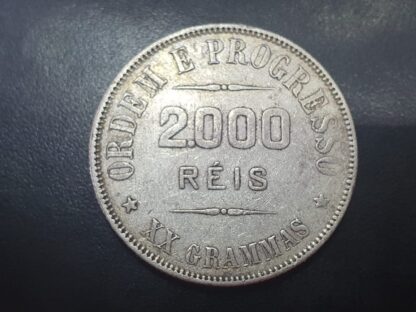 ORDEM E PROGRESSO
2.000
RÉIS
XX GRAMMAS